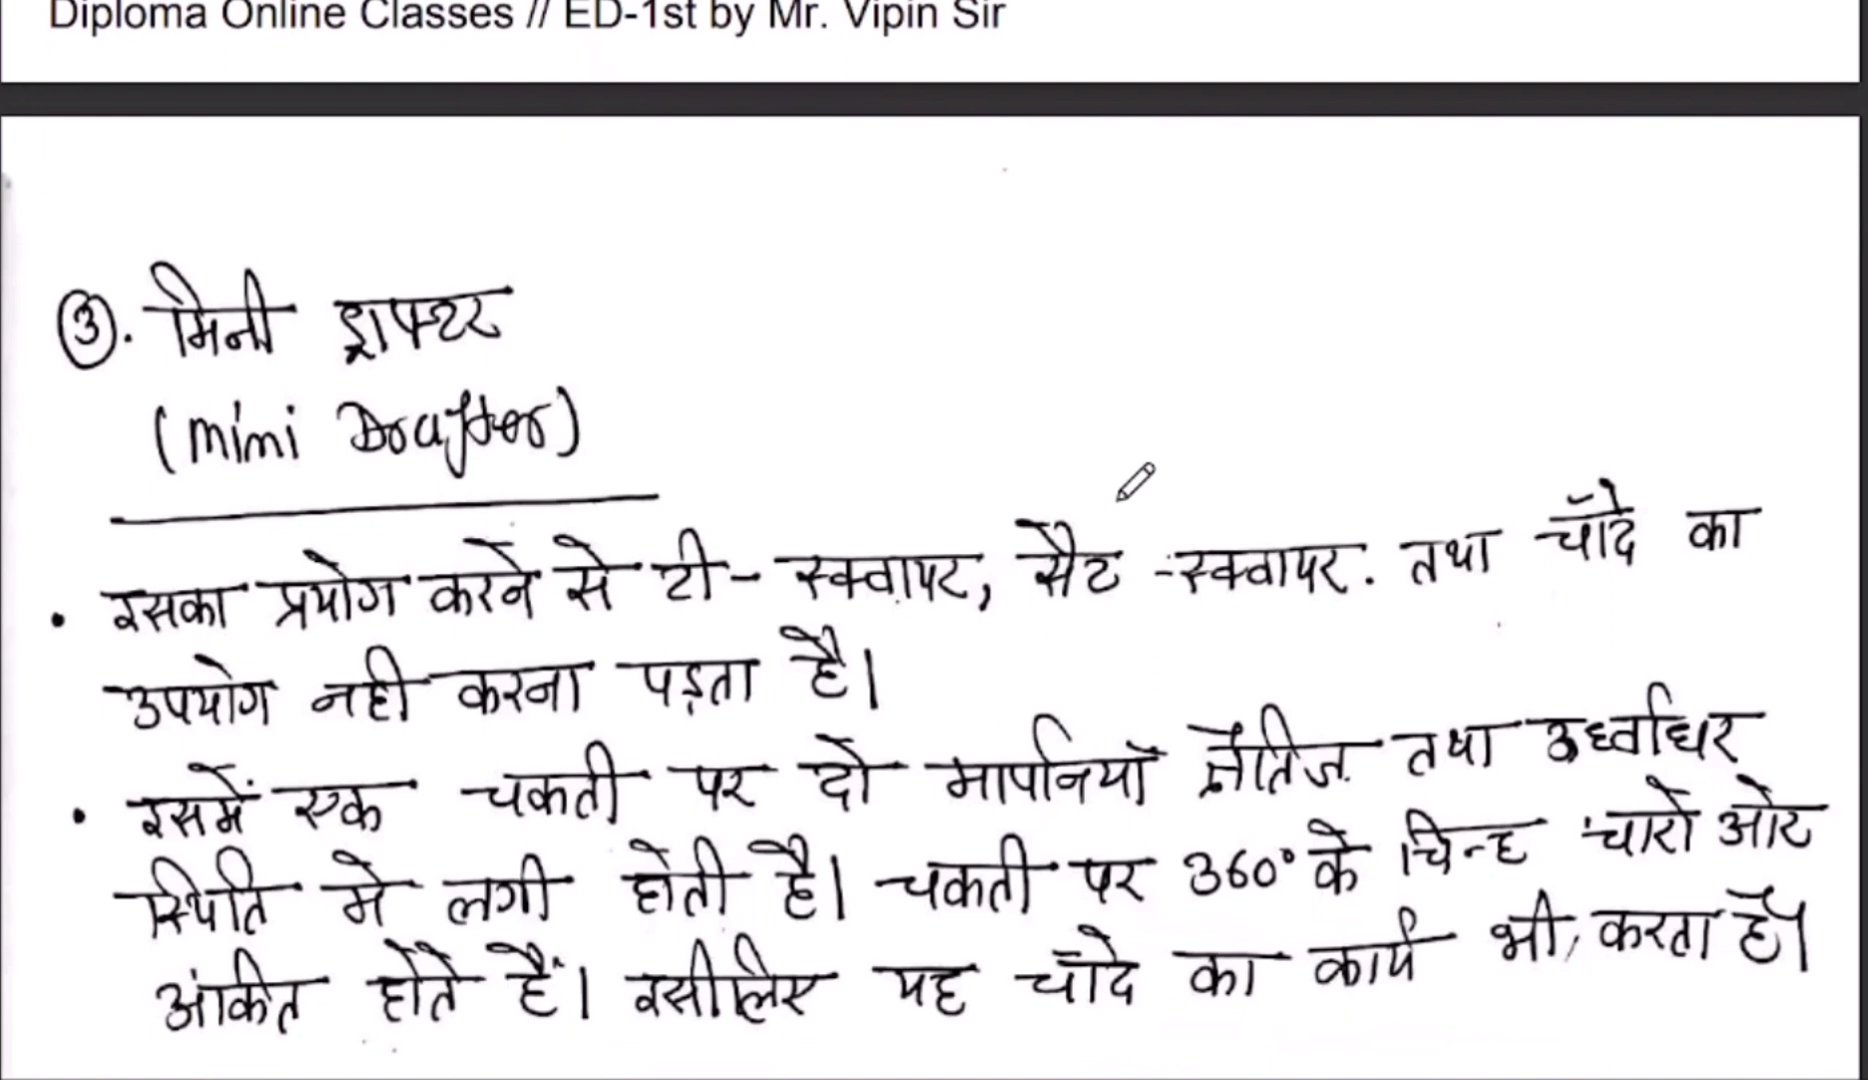 Diploma Online Classes // ED-1st by Mr. Vipin Sir
③. मिनी ड्राफ्टर
(mini Drafter)
• इसका प्रयोग करने से टी - स्क्वायर, सैट - स्क्वायर. तथा चाँदे का
उपयोग नही करना पड़ता है।
• इसमें एक चकती पर दो मापनियाँ क्षैतिज तथा उर्ध्वाधर
स्थिति मे लगी होती है। चकती पर 360° के चिन्ह चारो ओर
अंकित होते हैं। इसीलिए यह चाँदे का कार्य भी करता है।